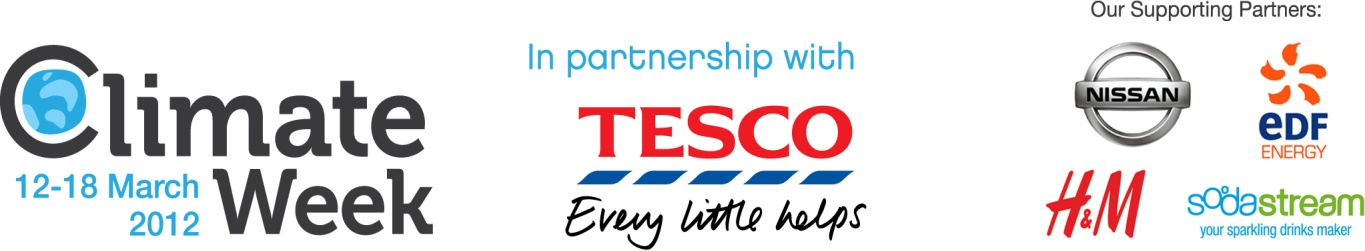 Climate
12-18 March
2012
Week
In partnership with
TESCO
Every little helps
Our Supporting Partners:
NISSAN
eDF
ENERGY
H&M
sodastream
your sparkling drinks maker